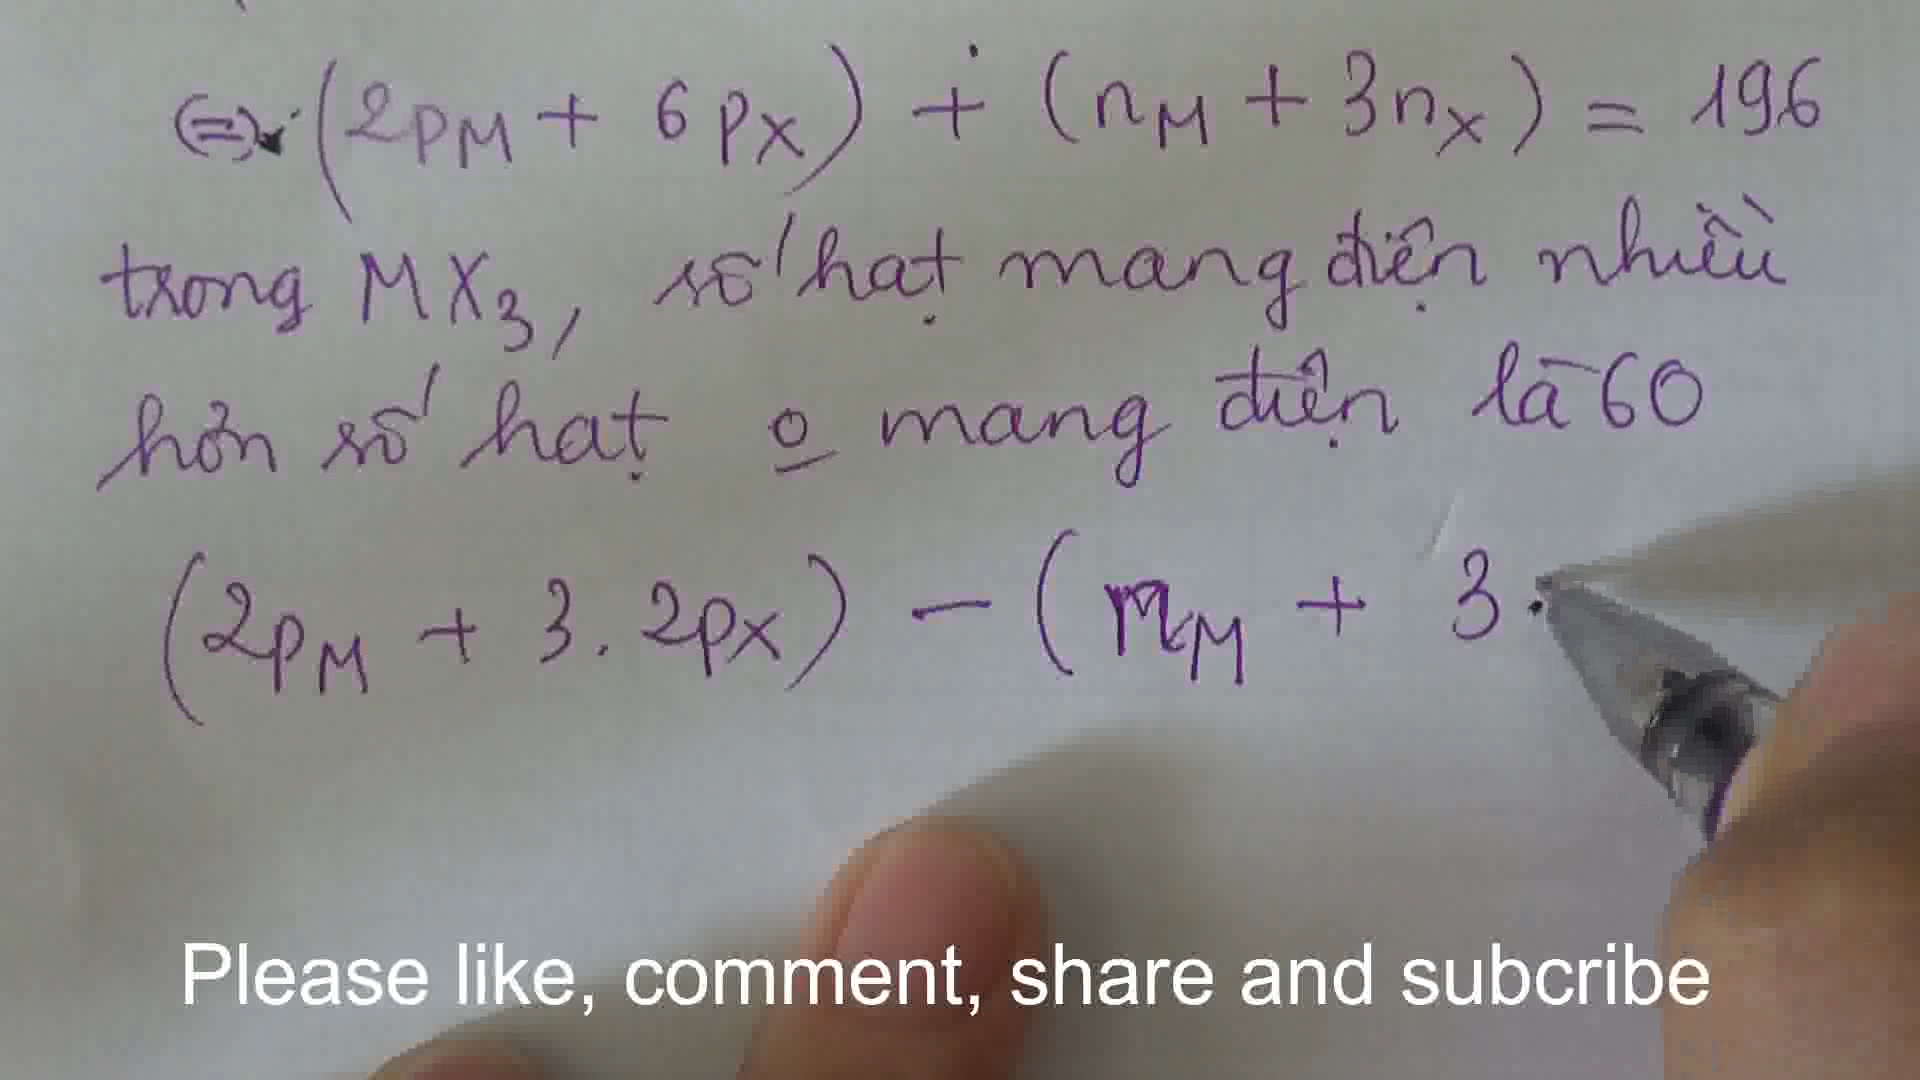 (=) (2pM + 6pX) + (nM + 3nX) = 196
trong MX3, số hạt mang điện nhiều
hơn số hạt o mang điện là 60
(2pM + 3.2pX) - (nM + 3.
Please like, comment, share and subcribe